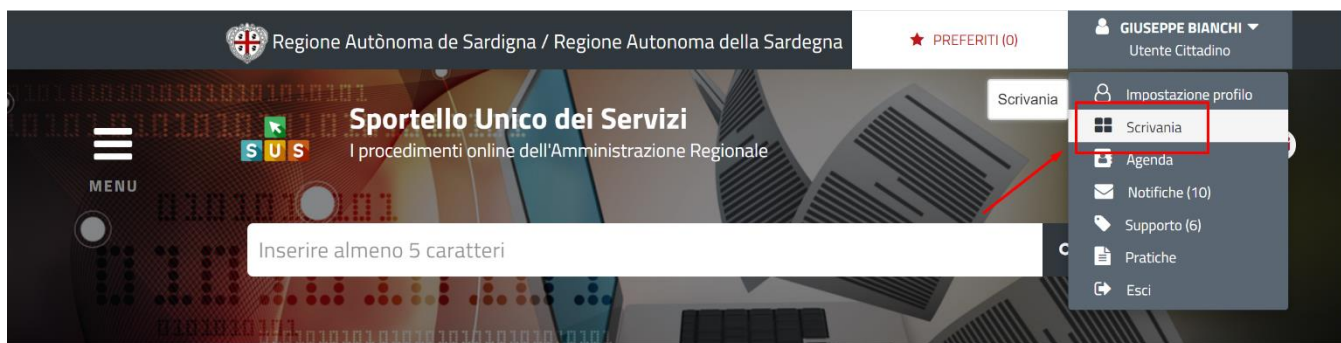 Regione Autònoma de Sardigna / Regione Autonoma della Sardegna
PREFERITI (0)
GIUSEPPE BIANCHI
Utente Cittadino
MENU
SUS
Sportello Unico dei Servizi
I procedimenti online dell'Amministrazione Regionale
Inserire almeno 5 caratteri
Scrivania
Impostazione profilo
Scrivania
Agenda
Notifiche (10)
Supporto (6)
Pratiche
Esci